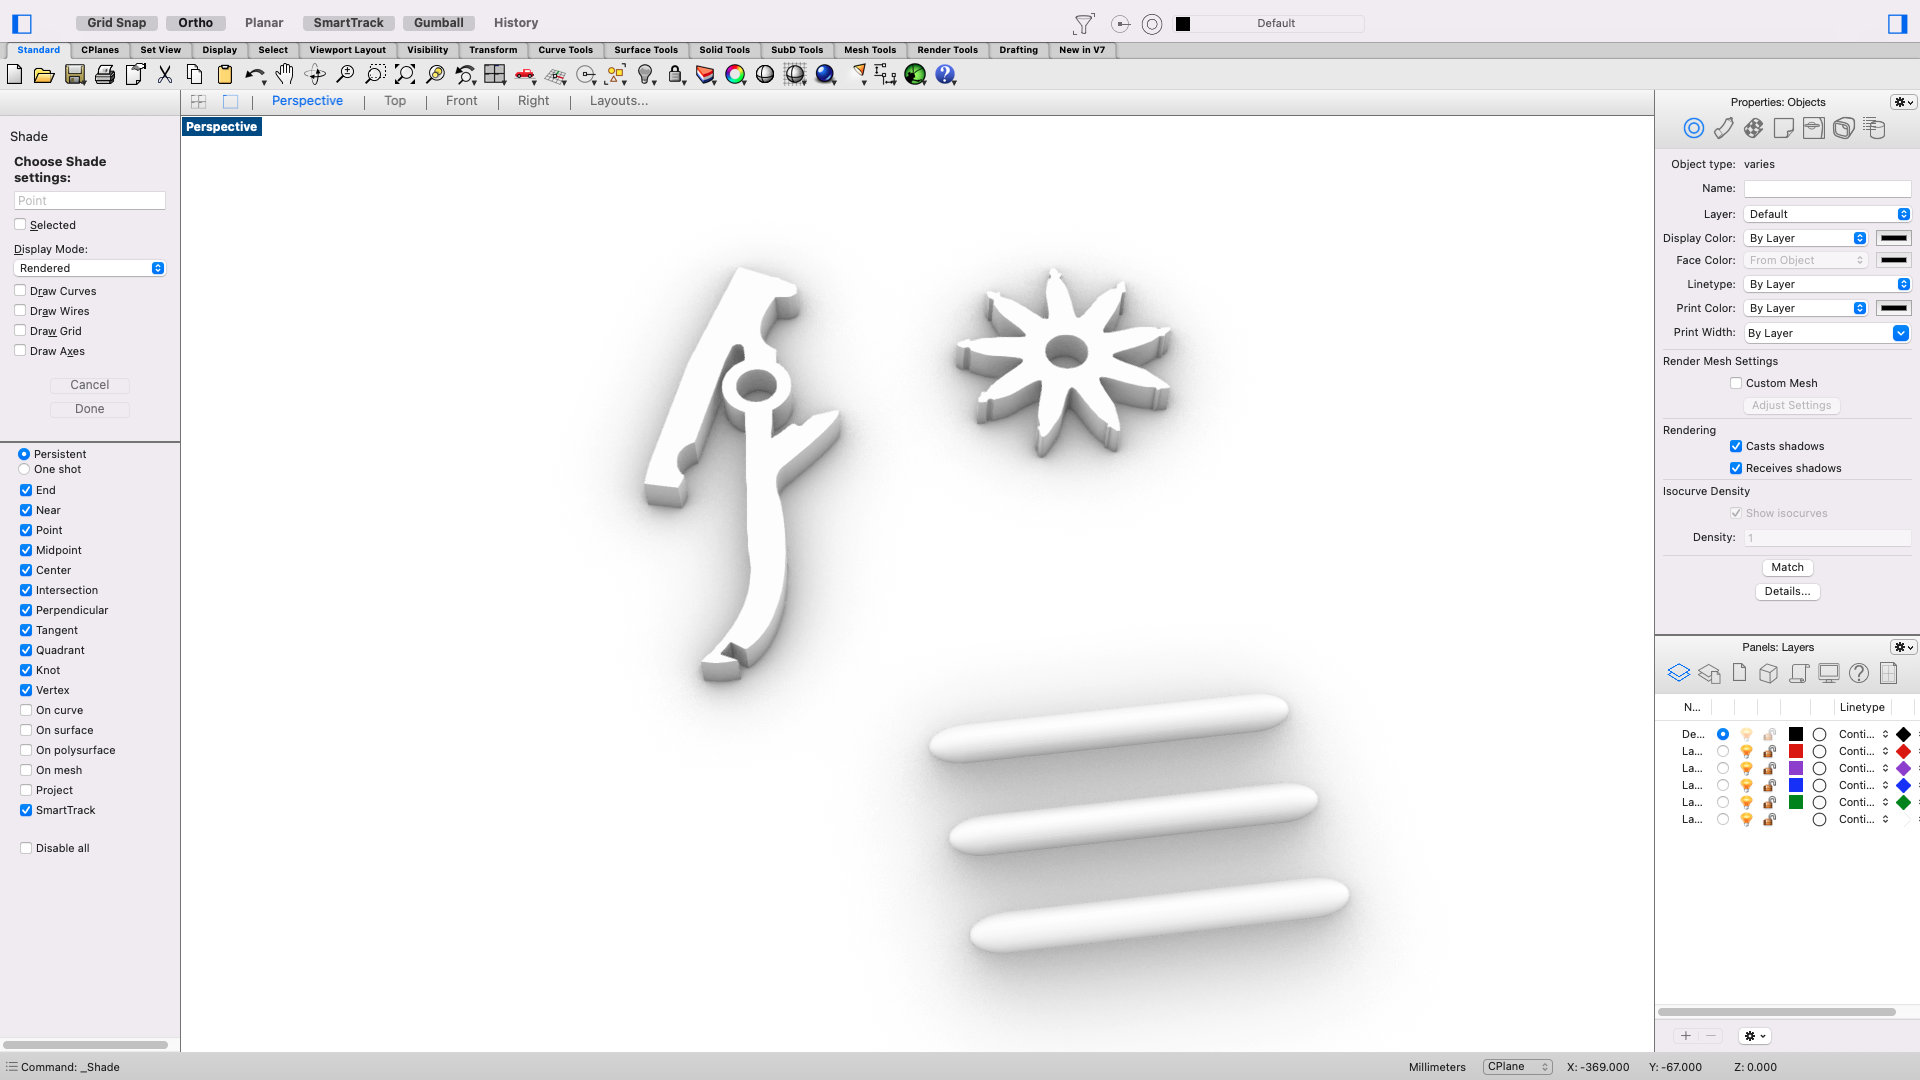 Grid Snap Ortho Planar SmartTrack Gumball History Default
Standard CPlanes Set View Display Select Viewport Layout Visibility Transform Curve Tools Surface Tools Solid Tools SubD Tools Mesh Tools Render Tools Drafting New in V7
Perspective Top Front Right Layouts...
Perspective
Shade
Choose Shade
settings:
Point
Selected
Display Mode:
Rendered
Draw Curves
Draw Wires
Draw Grid
Draw Axes
Cancel
Done
Persistent
One shot
End
Near
Point
Midpoint
Center
Intersection
Perpendicular
Tangent
Quadrant
Knot
Vertex
On curve
On surface
On polysurface
On mesh
Project
SmartTrack
Disable all
Properties: Objects
Object type: varies
Name:
Layer: Default
Display Color: By Layer
Face Color: From Object
Linetype: By Layer
Print Color: By Layer
Print Width: By Layer
Render Mesh Settings
Custom Mesh
Adjust Settings
Rendering
Casts shadows
Receives shadows
Isocurve Density
Show isocurves
Density: 1
Match
Details...
Panels: Layers
N... Linetype
De... Conti...
La... Conti...
La... Conti...
La... Conti...
La... Conti...
La... Conti...
Command: _Shade
Millimeters CPlane X: -369.000 Y: -67.000 Z: 0.000